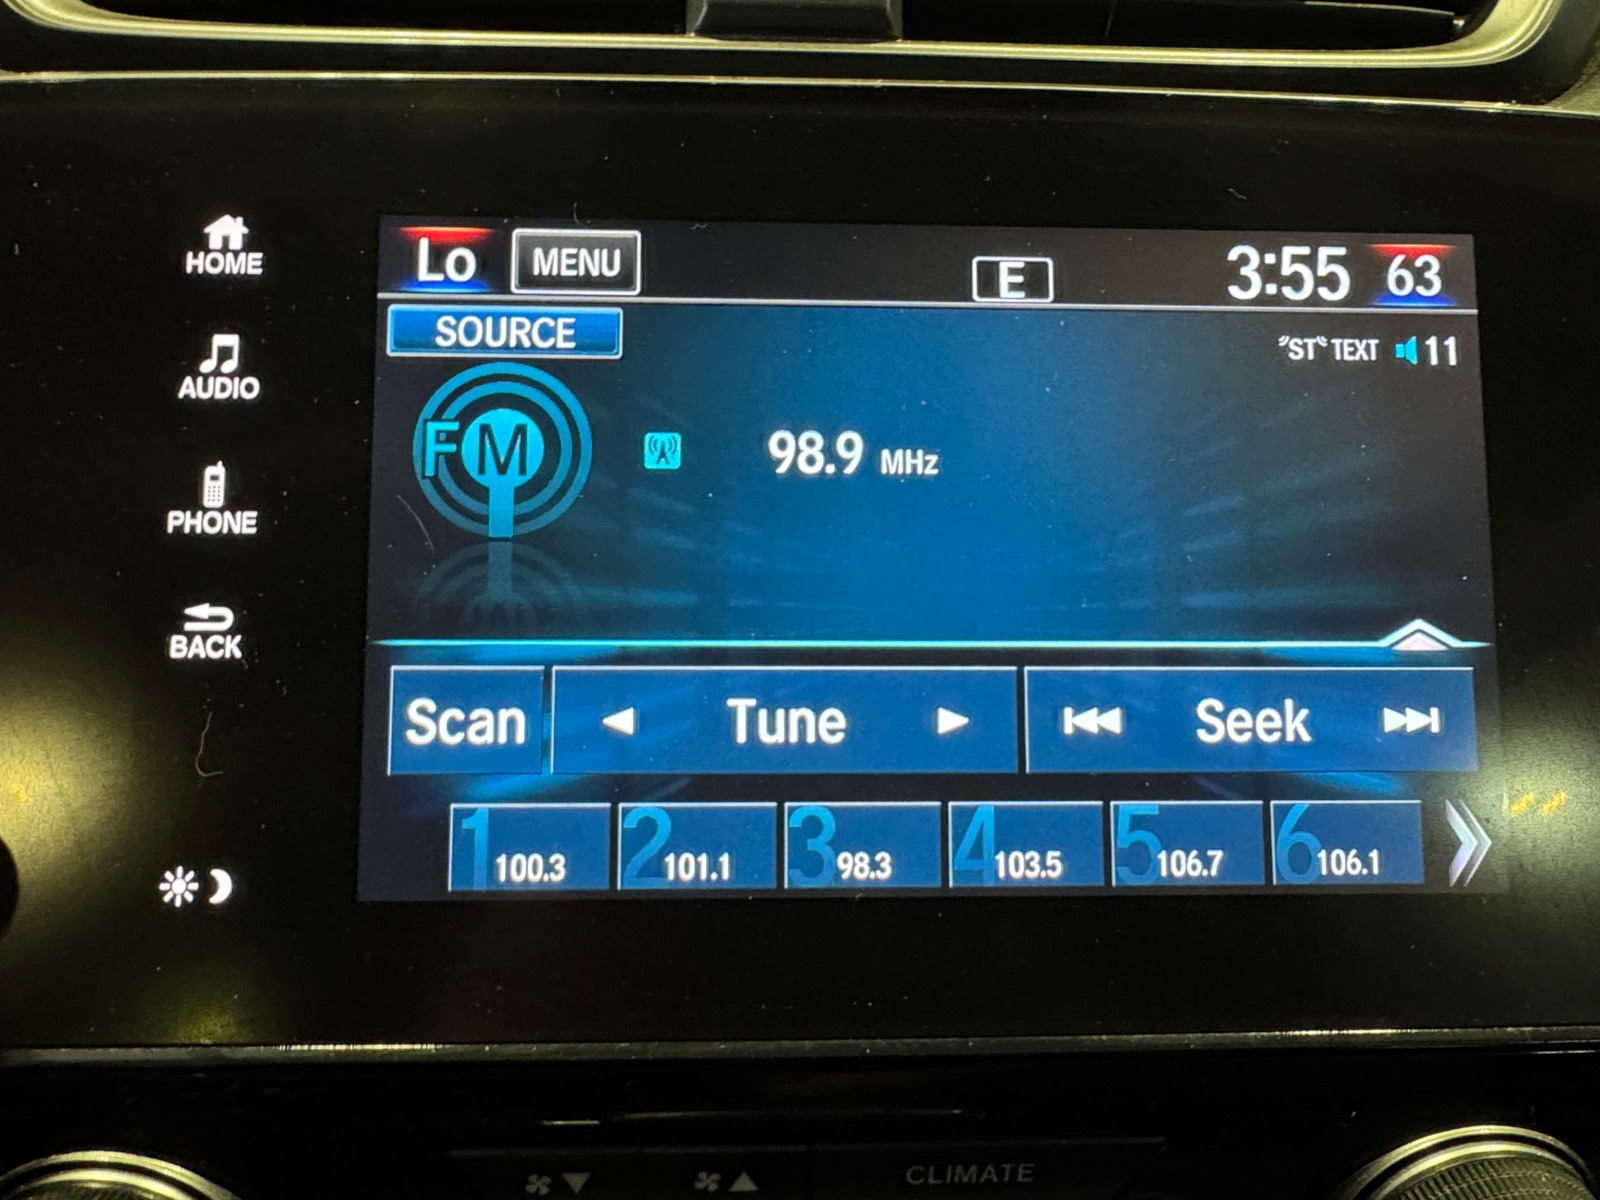 HOME
AUDIO
PHONE
BACK
Lo MENU E 3:55 63
SOURCE "ST" TEXT 11
FM 98.9 MHz
Scan Tune Seek
1 100.3 2 101.1 3 98.3 4 103.5 5 106.7 6 106.1
CLIMATE